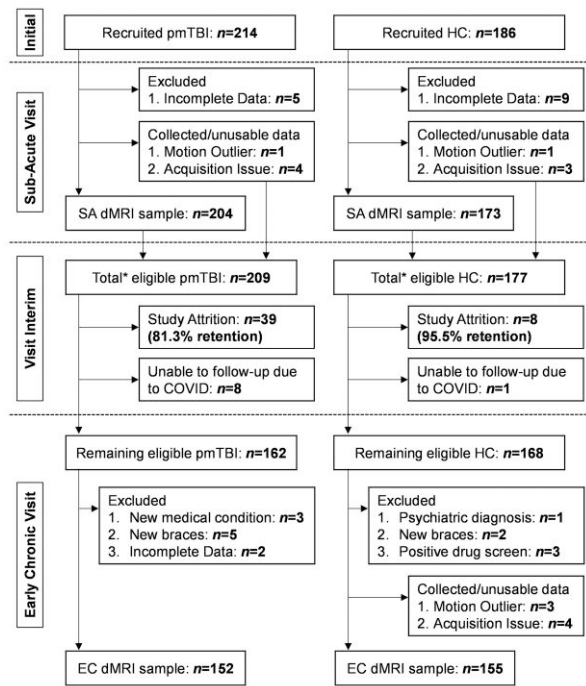 Initial
Recruited pmTBI: n=214
Recruited HC: n=186
Sub-Acute Visit
Excluded
1. Incomplete Data: n=5
Excluded
1. Incomplete Data: n=9
Collected/unusable data
1. Motion Outlier: n=1
2. Acquisition Issue: n=4
Collected/unusable data
1. Motion Outlier: n=1
2. Acquisition Issue: n=3
SA dMRI sample: n=204
SA dMRI sample: n=173
Visit Interim
Total* eligible pmTBI: n=209
Total* eligible HC: n=177
Study Attrition: n=39
(81.3% retention)
Study Attrition: n=8
(95.5% retention)
Unable to follow-up due
to COVID: n=8
Unable to follow-up due
to COVID: n=1
Early Chronic Visit
Remaining eligible pmTBI: n=162
Remaining eligible HC: n=168
Excluded
1. New medical condition: n=3
2. New braces: n=5
3. Incomplete Data: n=2
Excluded
1. Psychiatric diagnosis: n=1
2. New braces: n=2
3. Positive drug screen: n=3
Collected/unusable data
1. Motion Outlier: n=3
2. Acquisition Issue: n=4
EC dMRI sample: n=152
EC dMRI sample: n=155